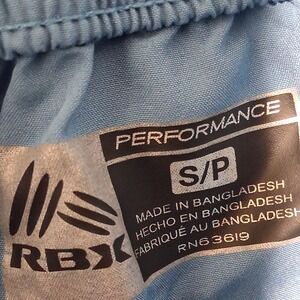 PERFORMANCE
S/P
MADE IN BANGLADESH
HECHO EN BANGLADESH
FABRIQUÉ AU BANGLADESH
RN63619
RBX